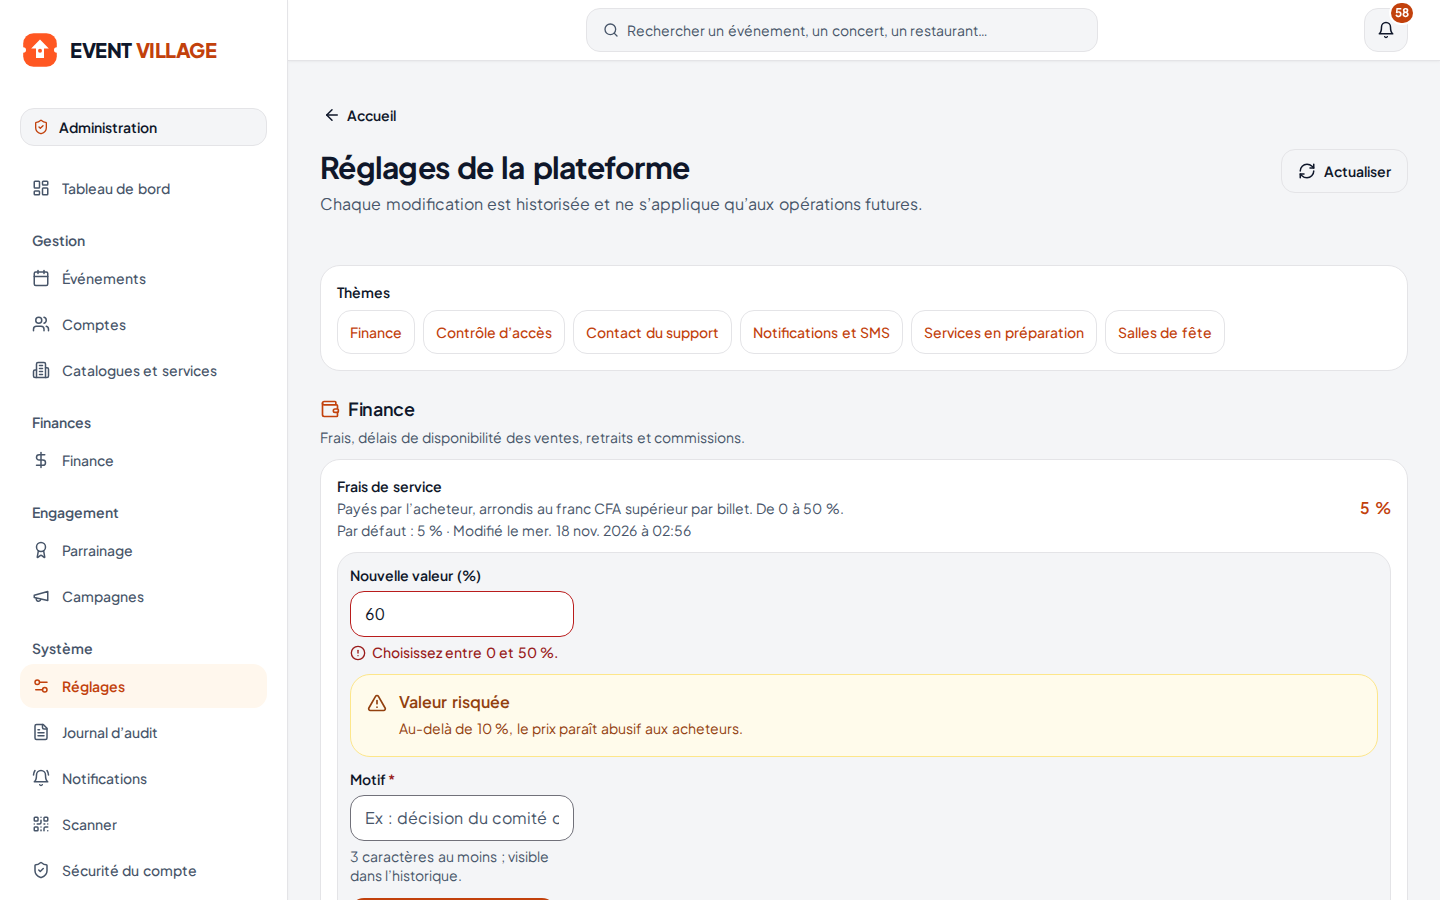 EVENT VILLAGE
Rechercher un événement, un concert, un restaurant…
58
Administration
Tableau de bord
Gestion
Événements
Comptes
Catalogues et services
Finances
Finance
Engagement
Parrainage
Campagnes
Système
Réglages
Journal d’audit
Notifications
Scanner
Sécurité du compte
Accueil
Réglages de la plateforme
Actualiser
Chaque modification est historisée et ne s’applique qu’aux opérations futures.
Thèmes
Finance
Contrôle d’accès
Contact du support
Notifications et SMS
Services en préparation
Salles de fête
Finance
Frais, délais de disponibilité des ventes, retraits et commissions.
Frais de service
Payés par l’acheteur, arrondis au franc CFA supérieur par billet. De 0 à 50 %.
5 %
Par défaut : 5 % · Modifié le mer. 18 nov. 2026 à 02:56
Nouvelle valeur (%)
60
Choisissez entre 0 et 50 %.
Valeur risquée
Au-delà de 10 %, le prix paraît abusif aux acheteurs.
Motif *
Ex : décision du comité
3 caractères au moins ; visible
dans l’historique.